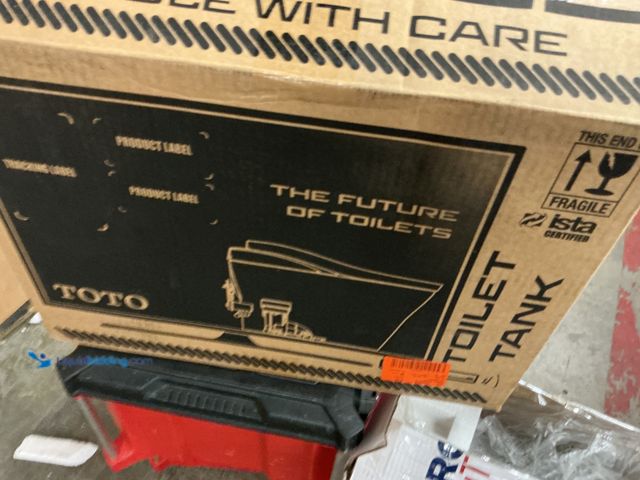 WITH CARE
THIS END
FRAGILE
ista
CERTIFIED
PRODUCT LABEL
TRACKING LABEL
PRODUCT LABEL
THE FUTURE
OF TOILETS
TOTO
TOILET
TANK